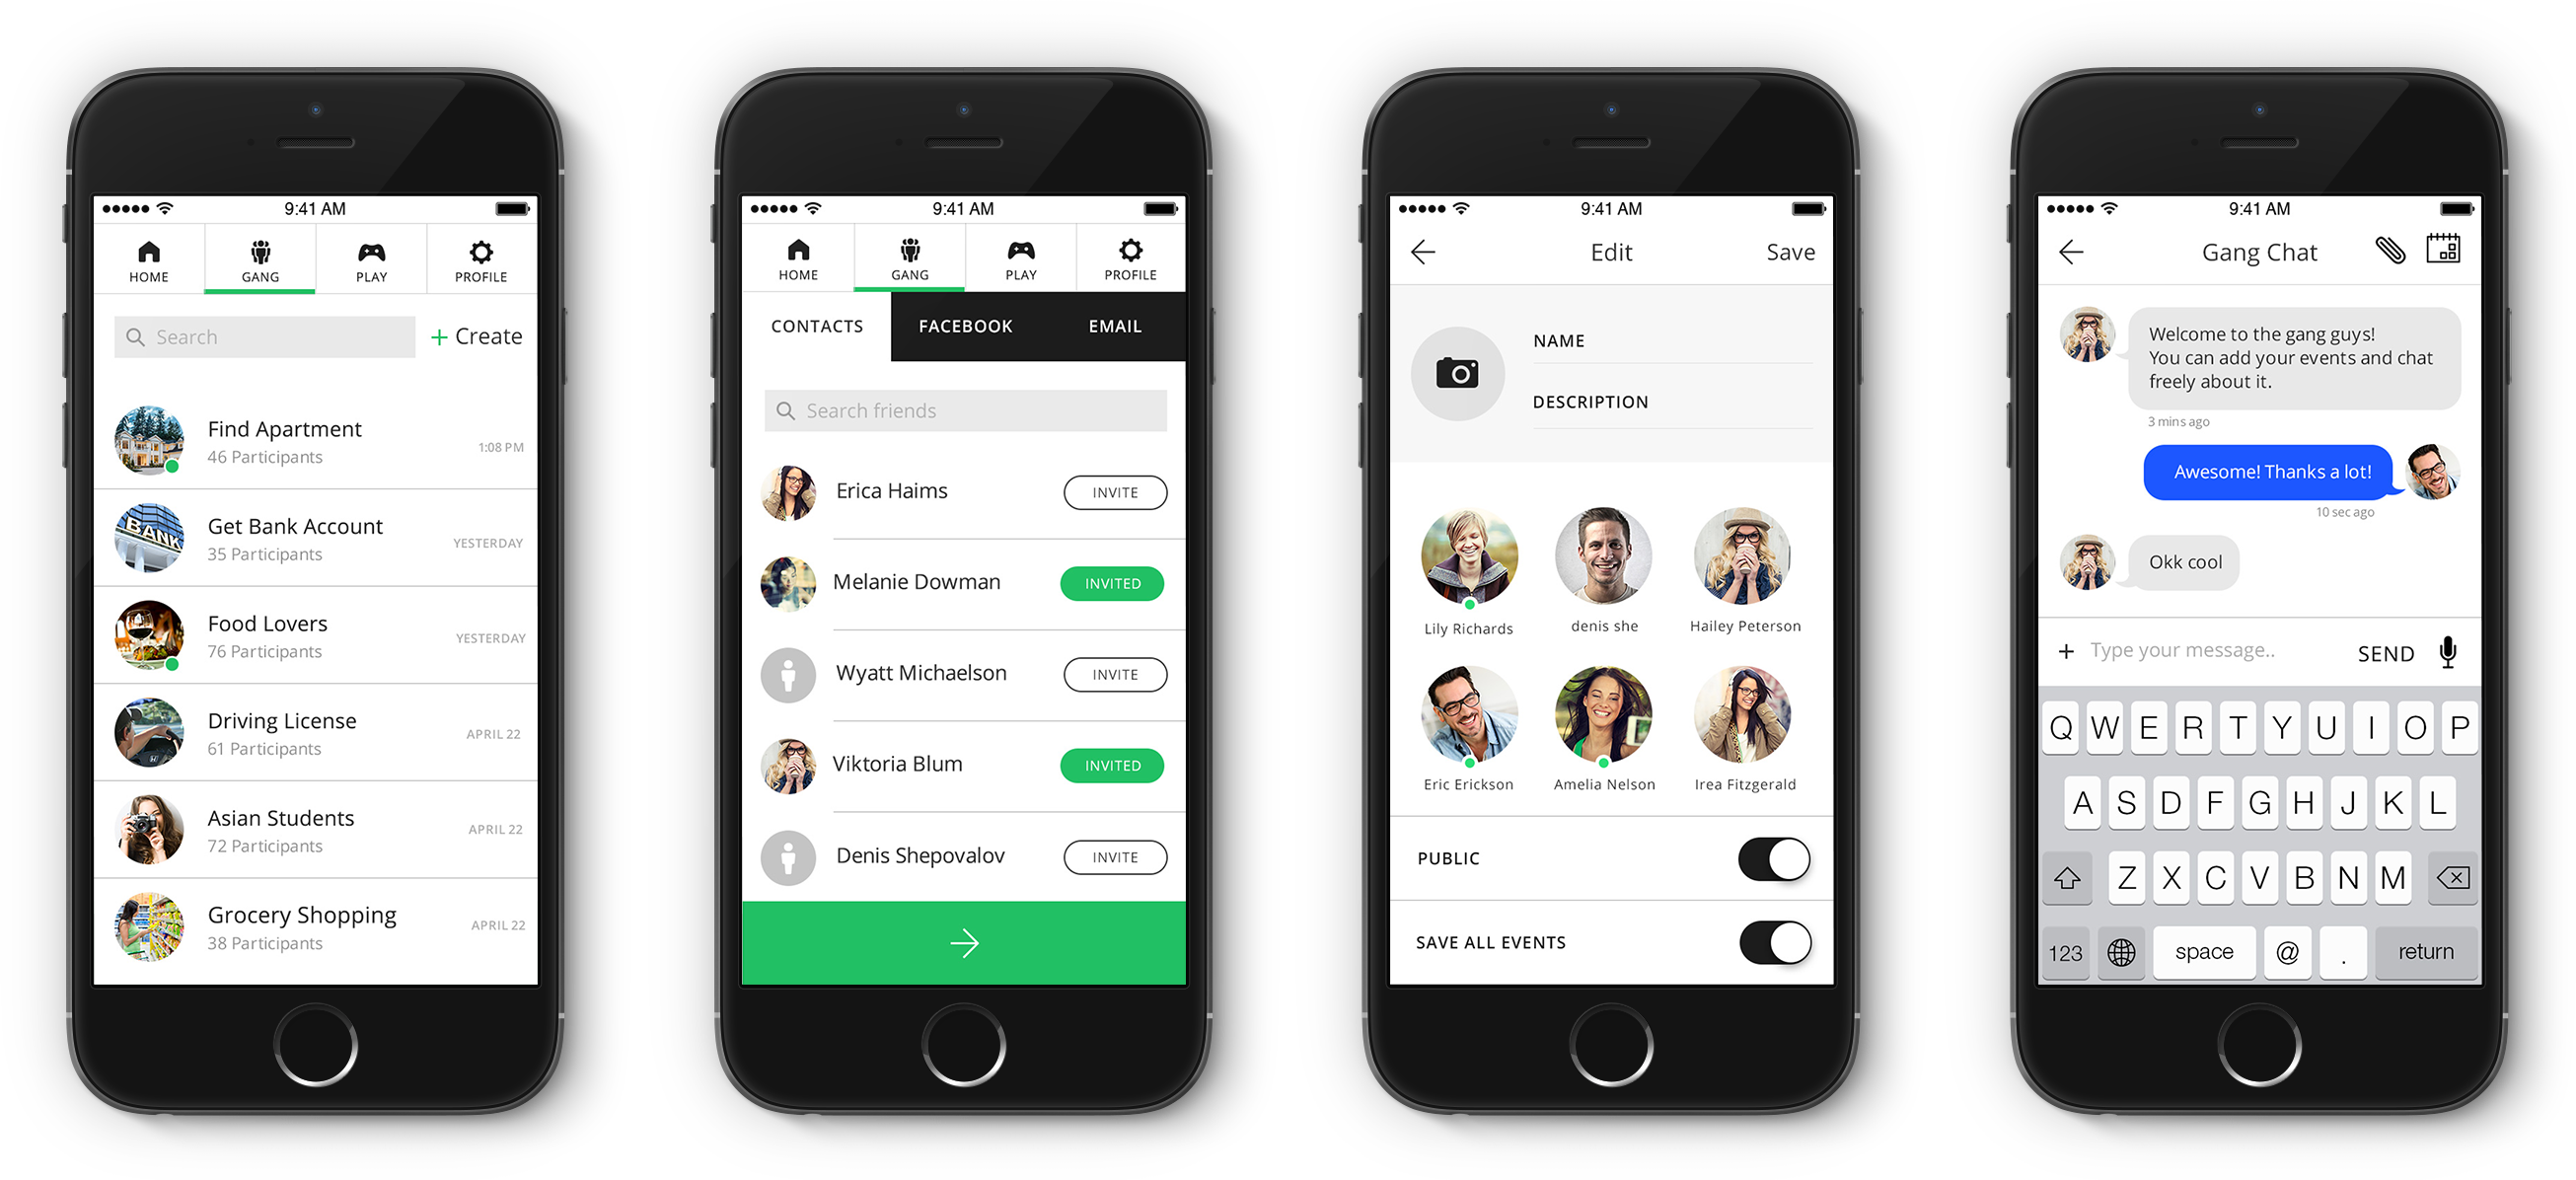 9:41 AM
HOME GANG PLAY PROFILE
Search + Create
Find Apartment
46 Participants 1:08 PM
BANK
Get Bank Account
35 Participants YESTERDAY
Food Lovers
76 Participants YESTERDAY
Driving License
61 Participants APRIL 22
Asian Students
72 Participants APRIL 22
Grocery Shopping
38 Participants APRIL 22
9:41 AM
HOME GANG PLAY PROFILE
CONTACTS FACEBOOK EMAIL
Search friends
Erica Haims INVITE
Melanie Dowman INVITED
Wyatt Michaelson INVITE
Viktoria Blum INVITED
Denis Shepovalov INVITE
9:41 AM
Edit Save
NAME
DESCRIPTION
Lily Richards denis she Hailey Peterson
Eric Erickson Amelia Nelson Irea Fitzgerald
PUBLIC
SAVE ALL EVENTS
9:41 AM
Gang Chat
Welcome to the gang guys!
You can add your events and chat
freely about it.
3 mins ago
Awesome! Thanks a lot!
10 sec ago
Okk cool
+ Type your message.. SEND
Q W E R T Y U I O P
A S D F G H J K L
Z X C V B N M
123 space @ . return